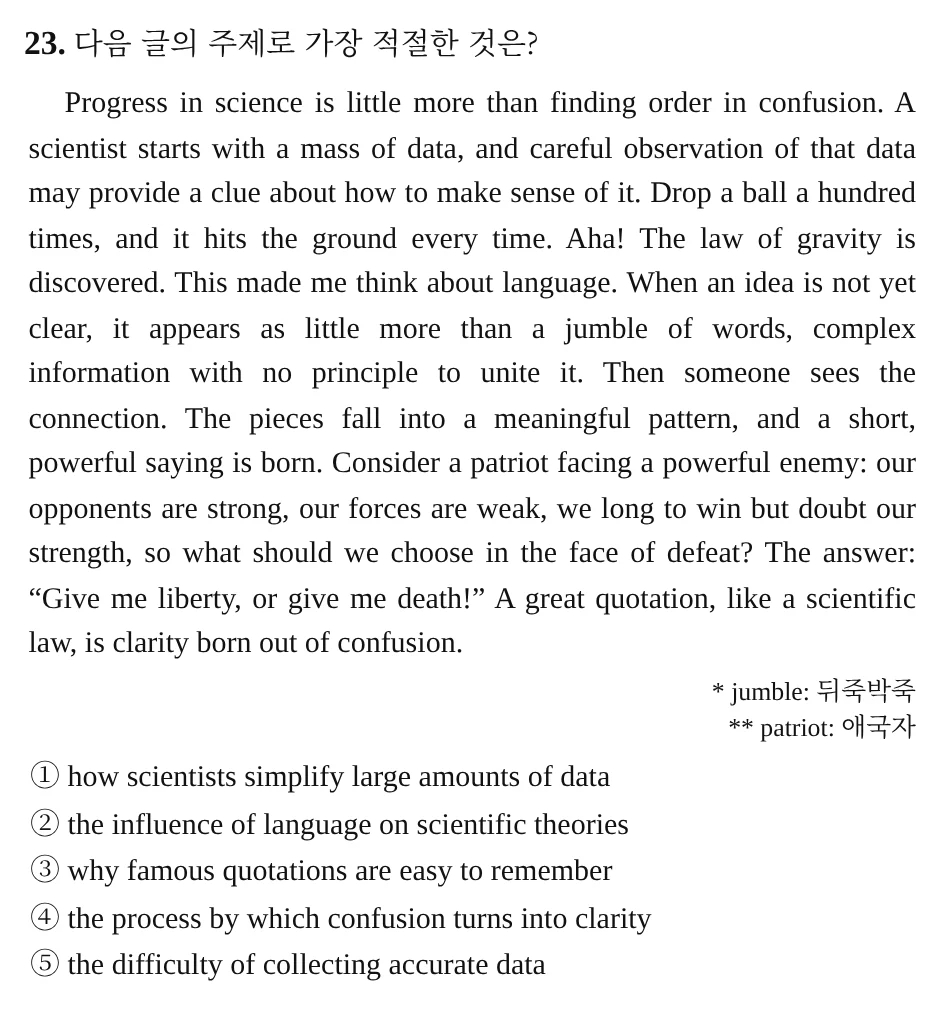 23. 다음 글의 주제로 가장 적절한 것은?
Progress in science is little more than finding order in confusion. A
scientist starts with a mass of data, and careful observation of that data
may provide a clue about how to make sense of it. Drop a ball a hundred
times, and it hits the ground every time. Aha! The law of gravity is
discovered. This made me think about language. When an idea is not yet
clear, it appears as little more than a jumble of words, complex
information with no principle to unite it. Then someone sees the
connection. The pieces fall into a meaningful pattern, and a short,
powerful saying is born. Consider a patriot facing a powerful enemy: our
opponents are strong, our forces are weak, we long to win but doubt our
strength, so what should we choose in the face of defeat? The answer:
“Give me liberty, or give me death!” A great quotation, like a scientific
law, is clarity born out of confusion.
* jumble: 뒤죽박죽
** patriot: 애국자
① how scientists simplify large amounts of data
② the influence of language on scientific theories
③ why famous quotations are easy to remember
④ the process by which confusion turns into clarity
⑤ the difficulty of collecting accurate data